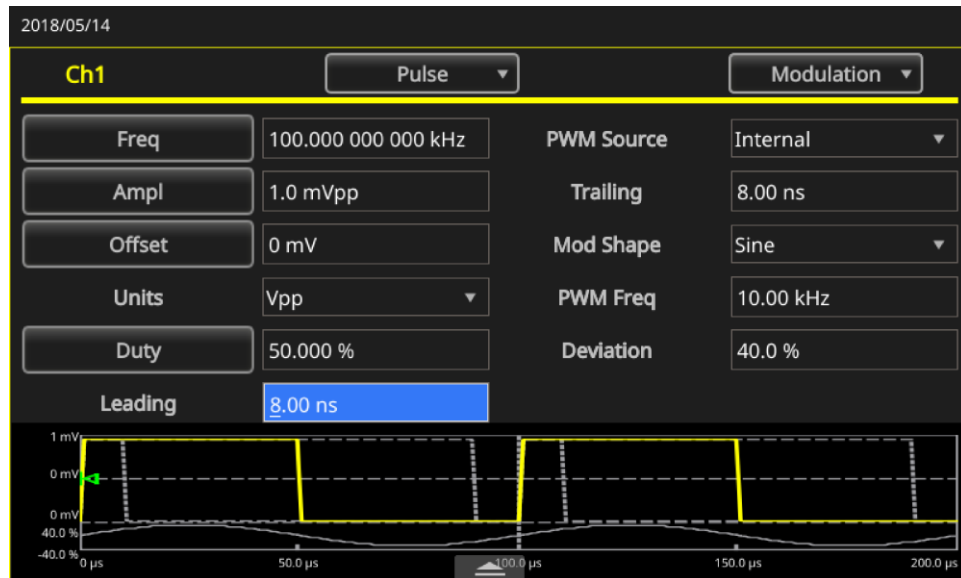 2018/05/14
Ch1 Pulse Modulation
Freq 100.000 000 000 kHz PWM Source Internal
Ampl 1.0 mVpp Trailing 8.00 ns
Offset 0 mV Mod Shape Sine
Units Vpp PWM Freq 10.00 kHz
Duty 50.000 % Deviation 40.0 %
Leading 8.00 ns
1 mV
0 mV
0 mV
40.0 %
-40.0 %
0 µs 50.0 µs 100.0 µs 150.0 µs 200.0 µs